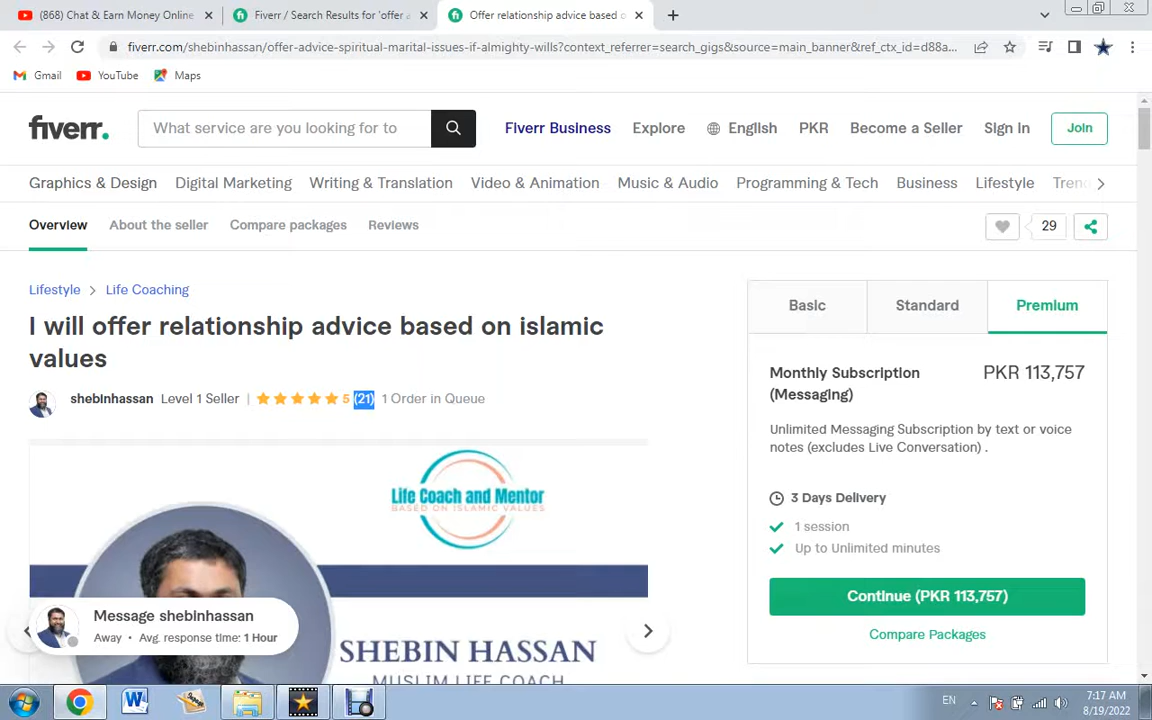 (868) Chat & Earn Money Online
Fiverr / Search Results for 'offer a
Offer relationship advice based o
fiverr.com/shebinhassan/offer-advice-spiritual-marital-issues-if-almighty-wills?context_referrer=search_gigs&source=main_banner&ref_ctx_id=d88a...
Gmail YouTube Maps
fiverr. What service are you looking for to Fiverr Business Explore English PKR Become a Seller Sign In Join
Graphics & Design Digital Marketing Writing & Translation Video & Animation Music & Audio Programming & Tech Business Lifestyle Tren
Overview About the seller Compare packages Reviews 29
Lifestyle > Life Coaching
I will offer relationship advice based on islamic
values
shebinhassan Level 1 Seller | 5 (21) 1 Order in Queue
Life Coach and Mentor
BASED ON ISLAMIC VALUES
SHEBIN HASSAN
MUSLIM LIFE COACH
Message shebinhassan
Away • Avg. response time: 1 Hour
Basic Standard Premium
Monthly Subscription PKR 113,757
(Messaging)
Unlimited Messaging Subscription by text or voice
notes (excludes Live Conversation) .
3 Days Delivery
1 session
Up to Unlimited minutes
Continue (PKR 113,757)
Compare Packages
EN
7:17 AM
8/19/2022